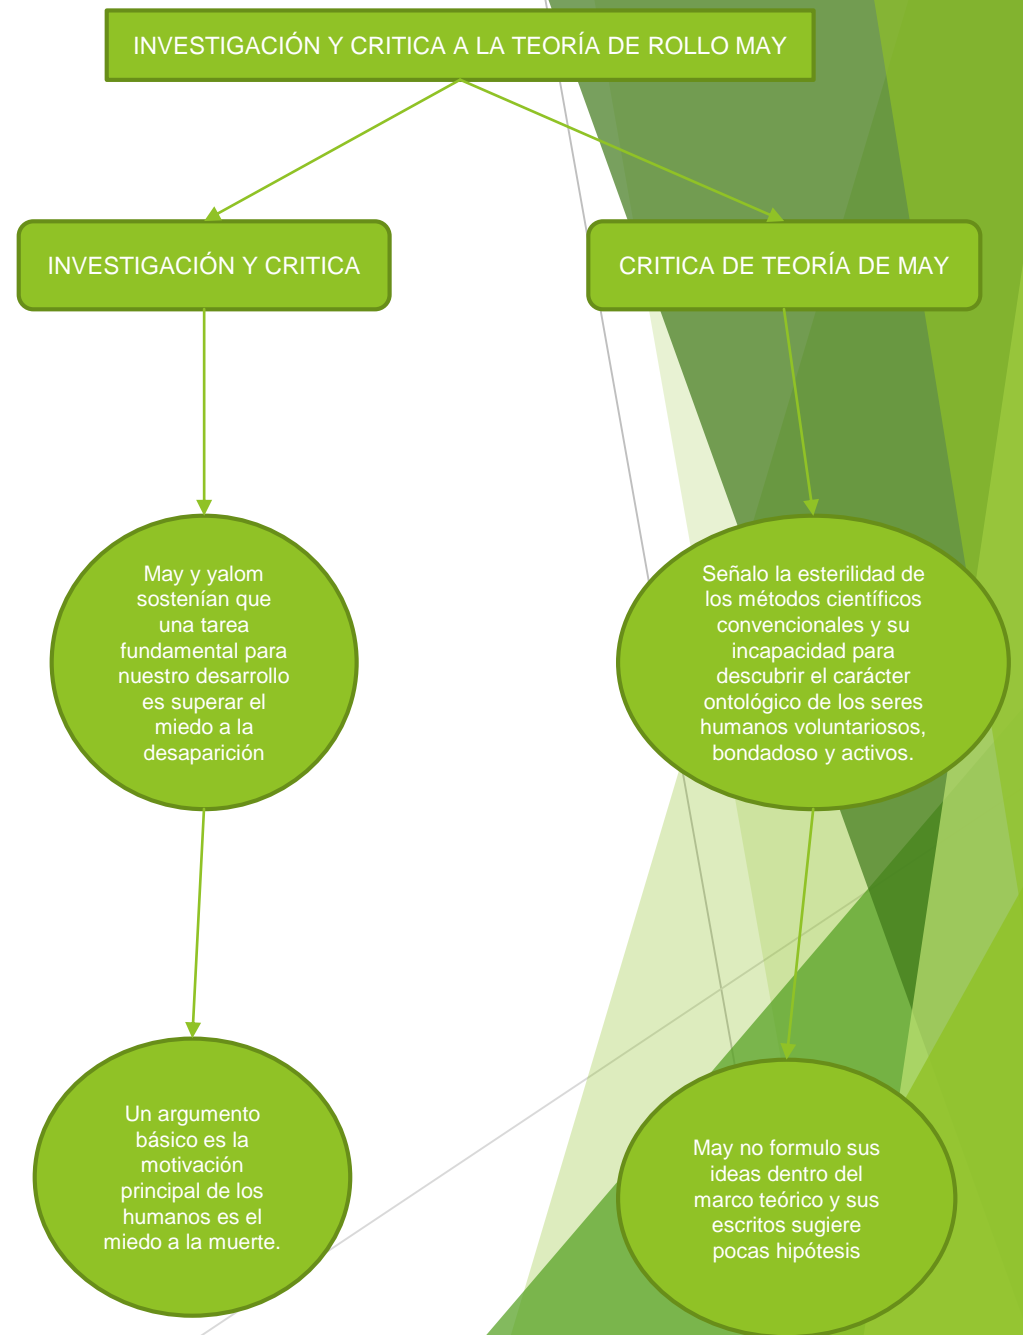 INVESTIGACIÓN Y CRITICA A LA TEORÍA DE ROLLO MAY
INVESTIGACIÓN Y CRITICA
CRITICA DE TEORÍA DE MAY
May y yalom
sostenían que
una tarea
fundamental para
nuestro desarrollo
es superar el
miedo a la
desaparición
Señalo la esterilidad de
los métodos científicos
convencionales y su
incapacidad para
descubrir el carácter
ontológico de los seres
humanos voluntariosos,
bondadoso y activos.
Un argumento
básico es la
motivación
principal de los
humanos es el
miedo a la muerte.
May no formulo sus
ideas dentro del
marco teórico y sus
escritos sugiere
pocas hipótesis